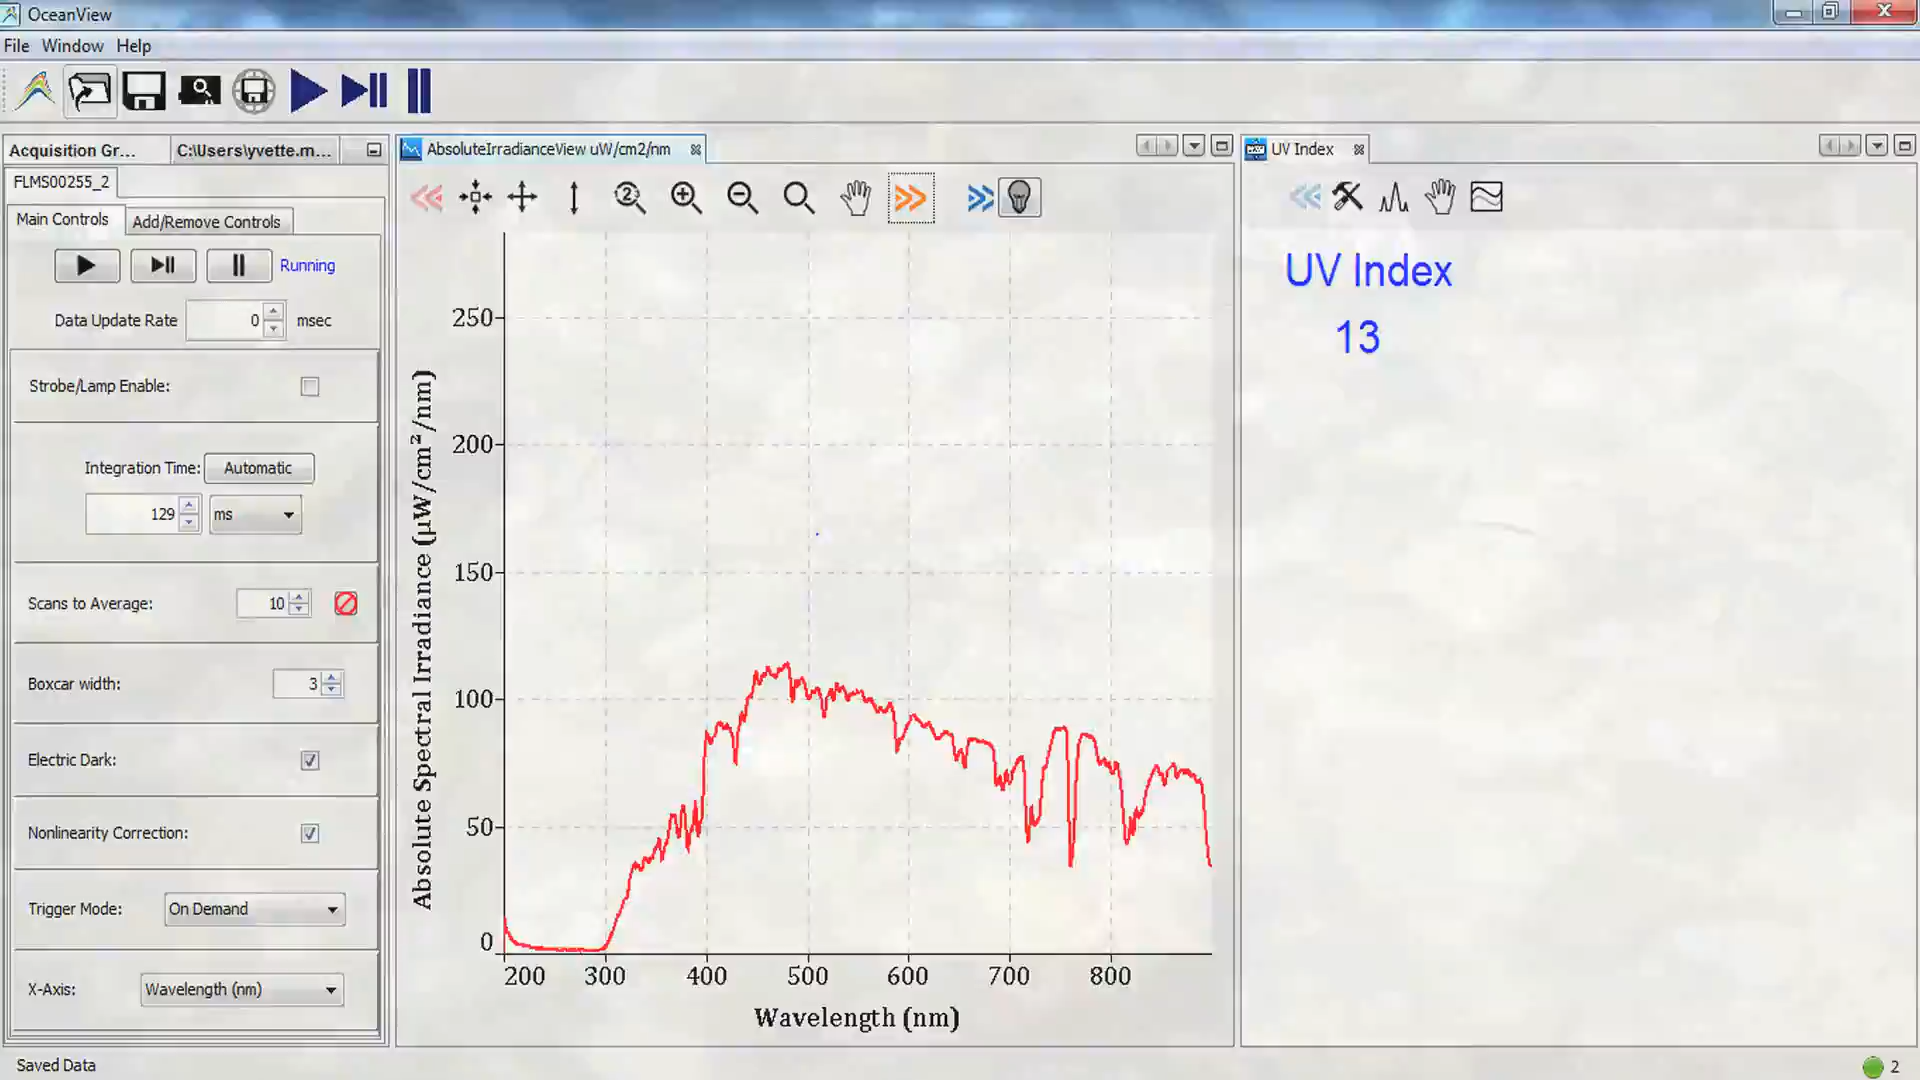 OceanView
File Window Help
Acquisition Gr... C:\Users\yvette.m...
FLMS00255_2
Main Controls Add/Remove Controls
Running
Data Update Rate 0 msec
Strobe/Lamp Enable:
Integration Time: Automatic
129 ms
Scans to Average: 10
Boxcar width: 3
Electric Dark:
Nonlinearity Correction:
Trigger Mode: On Demand
X-Axis: Wavelength (nm)
AbsoluteIrradianceView uW/cm2/nm
2
Absolute Spectral Irradiance (µW/cm²/nm)
250
200
150
100
50
0
200 300 400 500 600 700 800
Wavelength (nm)
UV Index
UV Index
13
Saved Data
2